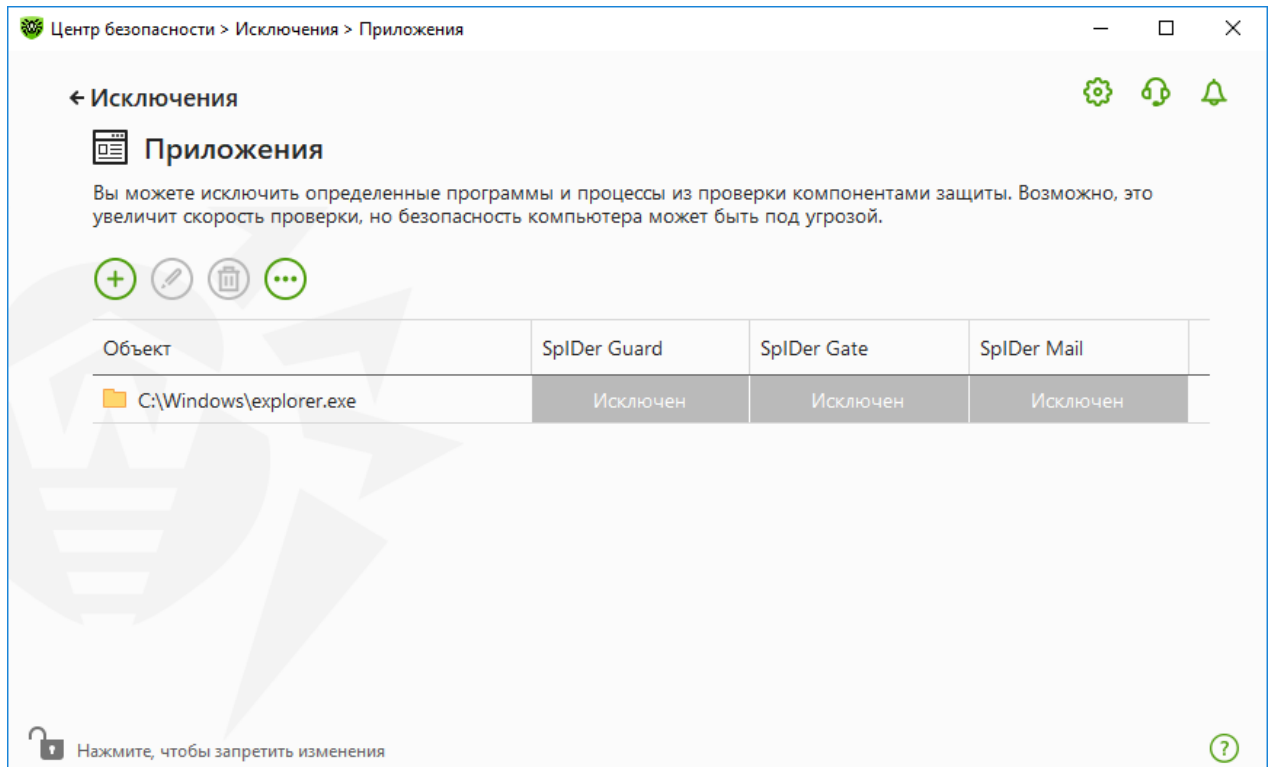 Центр безопасности > Исключения > Приложения
Исключения
Приложения
Вы можете исключить определенные программы и процессы из проверки компонентами защиты. Возможно, это
увеличит скорость проверки, но безопасность компьютера может быть под угрозой.
Объект SpIDer Guard SpIDer Gate SpIDer Mail
C:\Windows\explorer.exe Исключен Исключен Исключен
Нажмите, чтобы запретить изменения